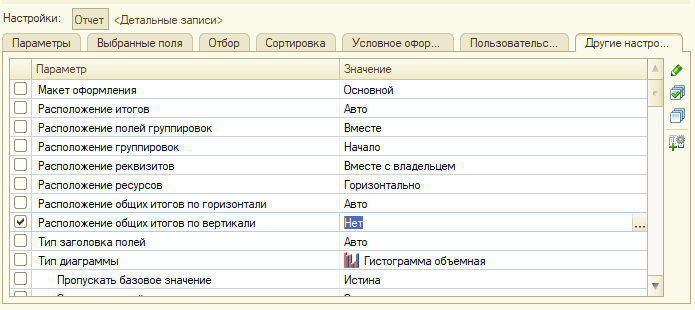 Настройки: Отчет <Детальные записи>
Параметры Выбранные поля Отбор Сортировка Условное офор... Пользовательс... Другие настро...
Параметр Значение
Макет оформления Основной
Расположение итогов Авто
Расположение полей группировок Вместе
Расположение группировок Начало
Расположение реквизитов Вместе с владельцем
Расположение ресурсов Горизонтально
Расположение общих итогов по горизонтали Авто
Расположение общих итогов по вертикали Нет ...
Тип заголовка полей Авто
Тип диаграммы Гистограмма объемная
Пропускать базовое значение Истина